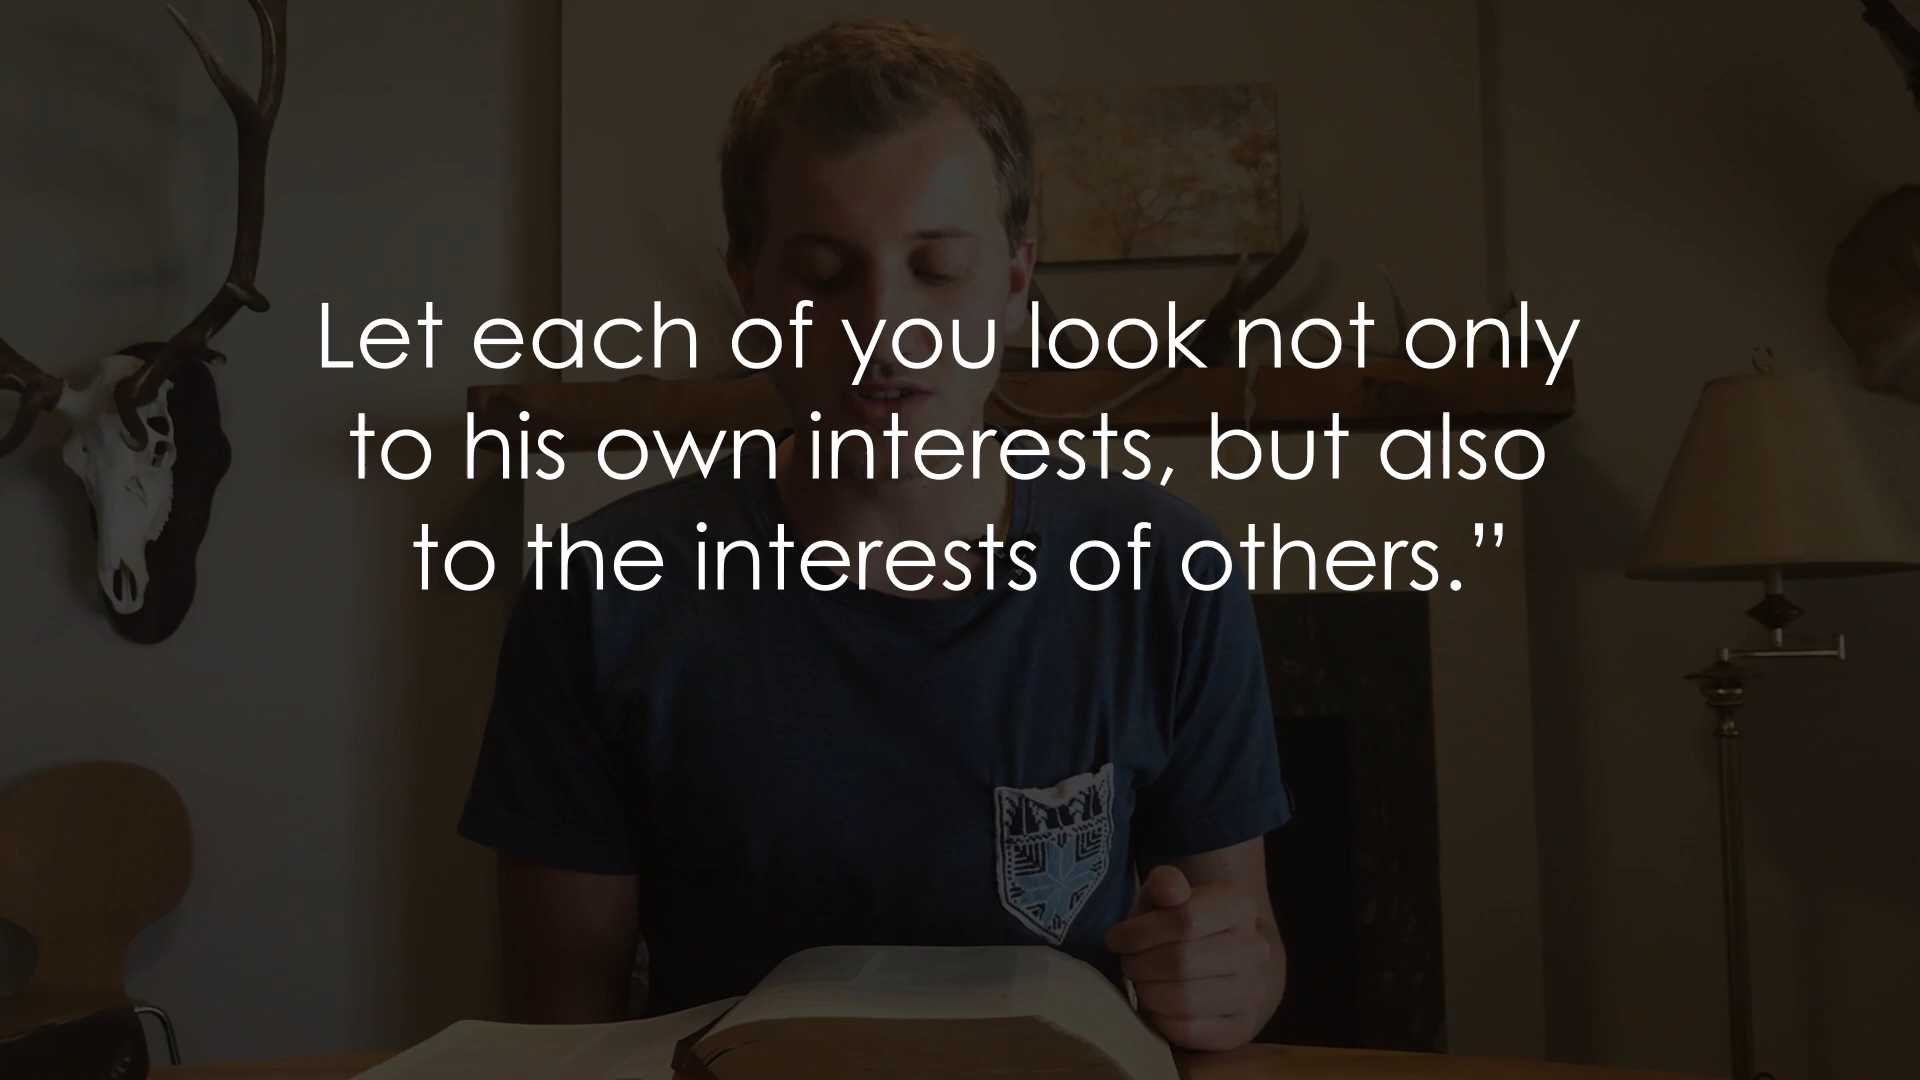 Let each of you look not only
to his own interests, but also
to the interests of others.”